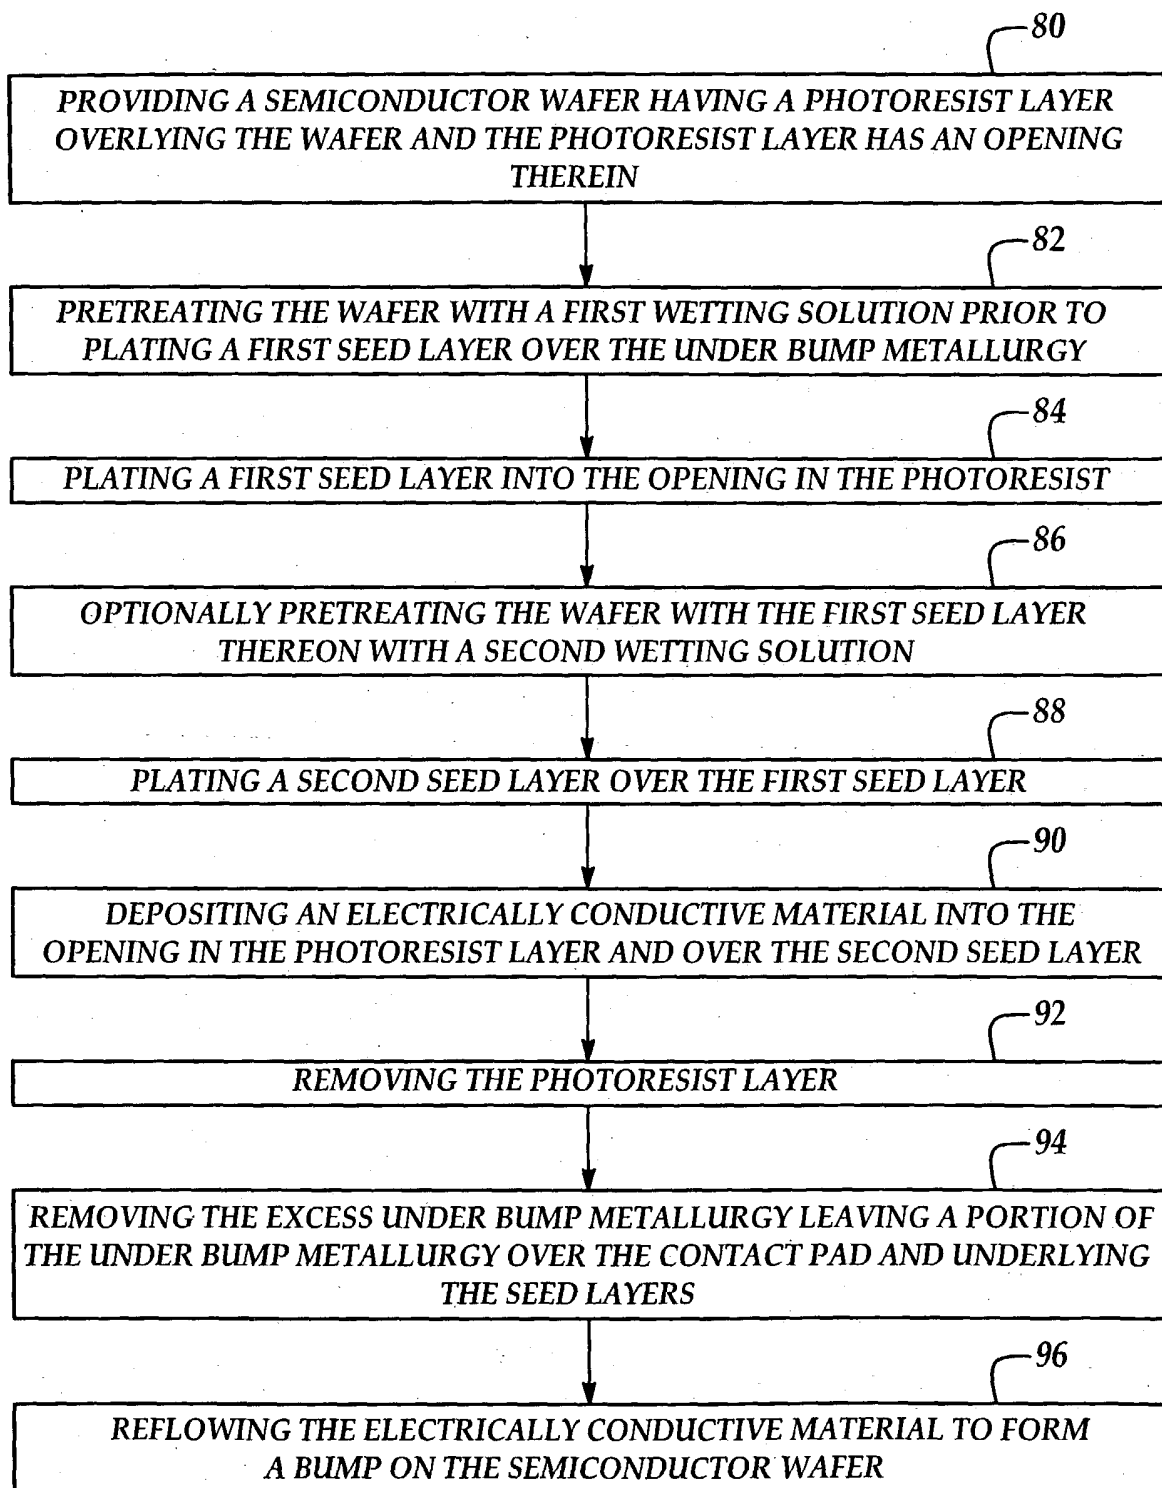 80
PROVIDING A SEMICONDUCTOR WAFER HAVING A PHOTORESIST LAYER
OVERLYING THE WAFER AND THE PHOTORESIST LAYER HAS AN OPENING
THEREIN
82
PRETREATING THE WAFER WITH A FIRST WETTING SOLUTION PRIOR TO
PLATING A FIRST SEED LAYER OVER THE UNDER BUMP METALLURGY
84
PLATING A FIRST SEED LAYER INTO THE OPENING IN THE PHOTORESIST
86
OPTIONALLY PRETREATING THE WAFER WITH THE FIRST SEED LAYER
THEREON WITH A SECOND WETTING SOLUTION
88
PLATING A SECOND SEED LAYER OVER THE FIRST SEED LAYER
90
DEPOSITING AN ELECTRICALLY CONDUCTIVE MATERIAL INTO THE
OPENING IN THE PHOTORESIST LAYER AND OVER THE SECOND SEED LAYER
92
REMOVING THE PHOTORESIST LAYER
94
REMOVING THE EXCESS UNDER BUMP METALLURGY LEAVING A PORTION OF
THE UNDER BUMP METALLURGY OVER THE CONTACT PAD AND UNDERLYING
THE SEED LAYERS
96
REFLOWING THE ELECTRICALLY CONDUCTIVE MATERIAL TO FORM
A BUMP ON THE SEMICONDUCTOR WAFER